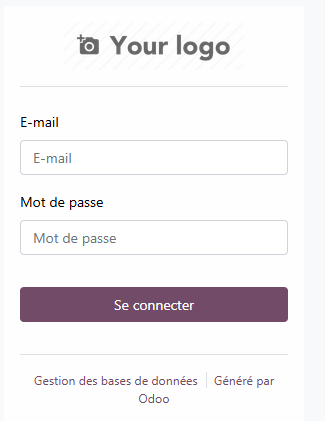 Your logo
E-mail
E-mail
Mot de passe
Mot de passe
Se connecter
Gestion des bases de données | Généré par
Odoo